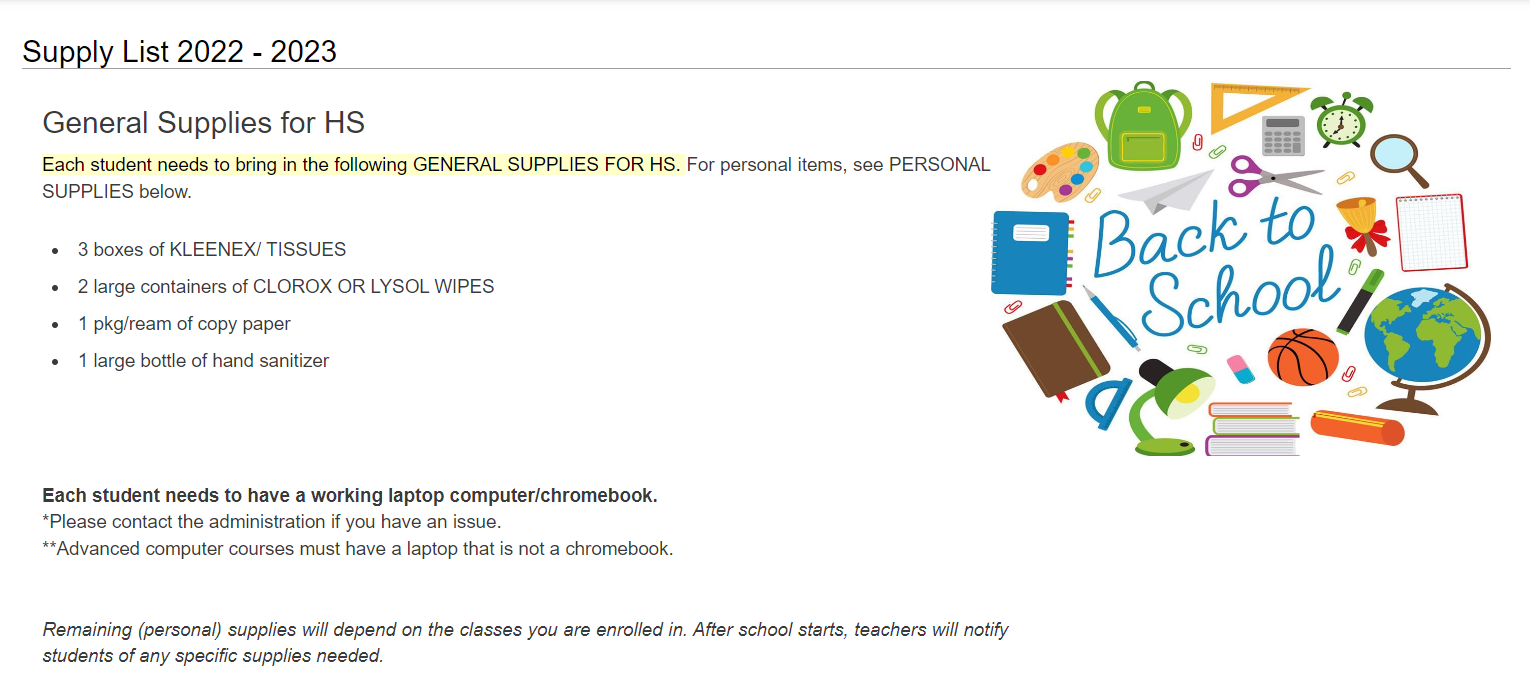 Supply List 2022 - 2023
General Supplies for HS
Each student needs to bring in the following GENERAL SUPPLIES FOR HS. For personal items, see PERSONAL
SUPPLIES below.
• 3 boxes of KLEENEX/ TISSUES
• 2 large containers of CLOROX OR LYSOL WIPES
• 1 pkg/ream of copy paper
• 1 large bottle of hand sanitizer
Back to
School
Each student needs to have a working laptop computer/chromebook.
*Please contact the administration if you have an issue.
**Advanced computer courses must have a laptop that is not a chromebook.
Remaining (personal) supplies will depend on the classes you are enrolled in. After school starts, teachers will notify
students of any specific supplies needed.